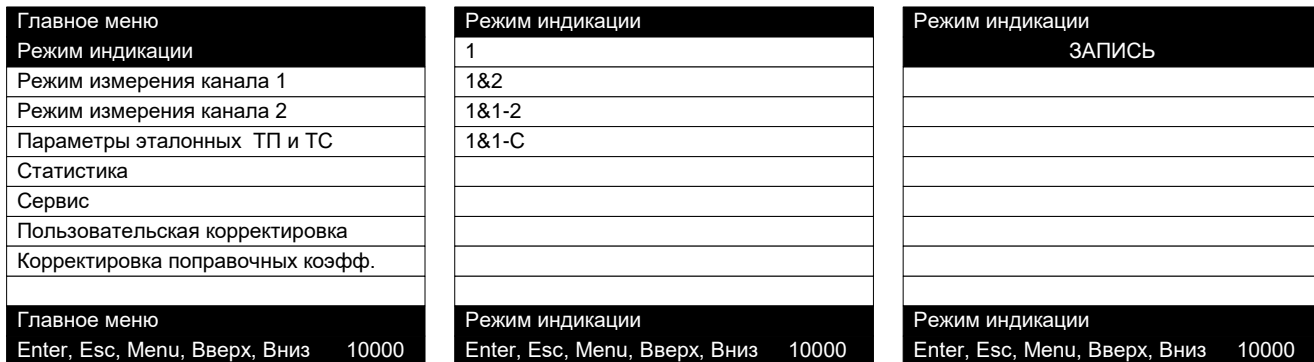 Главное меню
Режим индикации
Режим измерения канала 1
Режим измерения канала 2
Параметры эталонных  ТП и ТС
Статистика
Сервис
Пользовательская корректировка
Корректировка поправочных коэфф.
Главное меню
Enter, Esc, Menu, Вверх, Вниз 10000
Режим индикации
1
1&2
1&1-2
1&1-С
Режим индикации
Enter, Esc, Menu, Вверх, Вниз 10000
Режим индикации
ЗАПИСЬ
Режим индикации
Enter, Esc, Menu, Вверх, Вниз 10000